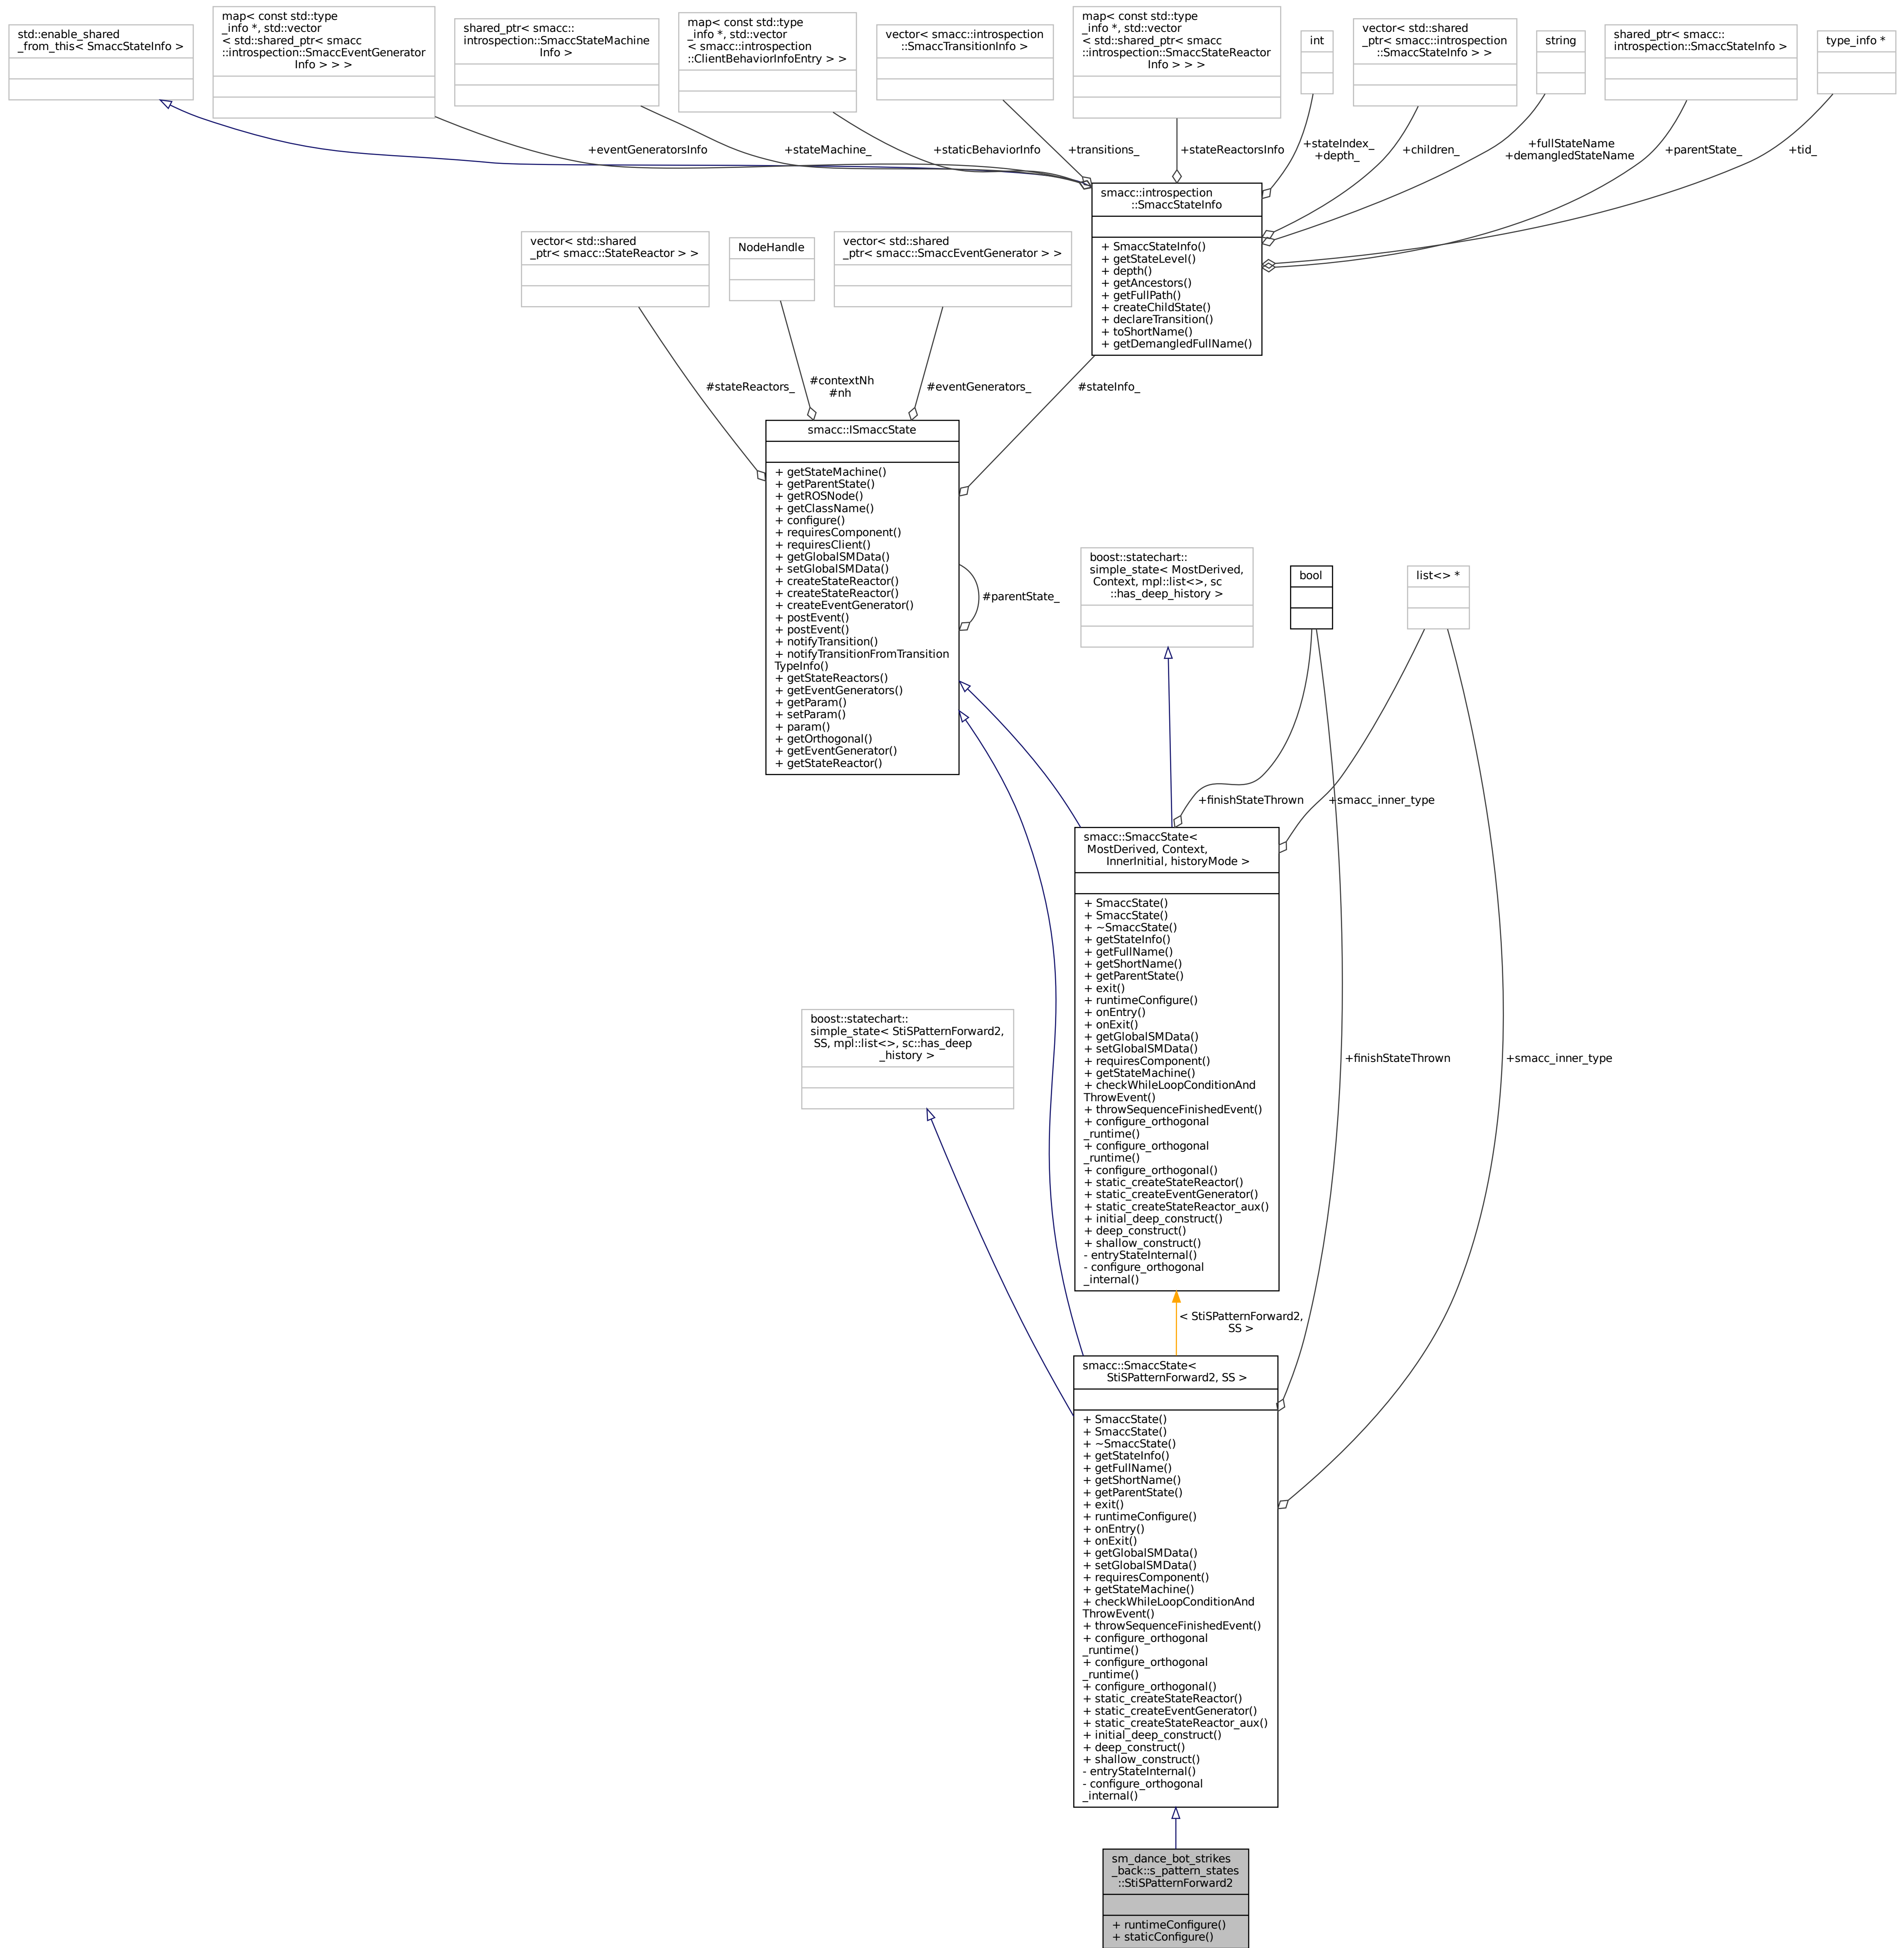 std::enable_shared
_from_this< SmaccStateInfo >
map< const std::type
_info *, std::vector
< std::shared_ptr< smacc
::introspection::SmaccEventGenerator
Info > > >
shared_ptr< smacc::
introspection::SmaccStateMachine
Info >
map< const std::type
_info *, std::vector
< smacc::introspection
::ClientBehaviorInfoEntry > >
vector< smacc::introspection
::SmaccTransitionInfo >
map< const std::type
_info *, std::vector
< std::shared_ptr< smacc
::introspection::SmaccStateReactor
Info > > >
int
vector< std::shared
_ptr< smacc::introspection
::SmaccStateInfo > >
string
shared_ptr< smacc::
introspection::SmaccStateInfo >
type_info *
+eventGeneratorsInfo
+stateMachine_
+staticBehaviorInfo
+transitions_
+stateReactorsInfo
+stateIndex_
+depth_
+children_
+fullStateName
+demangledStateName
+parentState_
+tid_
smacc::introspection
::SmaccStateInfo
+ SmaccStateInfo()
+ getStateLevel()
+ depth()
+ getAncestors()
+ getFullPath()
+ createChildState()
+ declareTransition()
+ toShortName()
+ getDemangledFullName()
vector< std::shared
_ptr< smacc::StateReactor > >
NodeHandle
vector< std::shared
_ptr< smacc::SmaccEventGenerator > >
#stateReactors_
#contextNh
#nh
#eventGenerators_
#stateInfo_
smacc::ISmaccState
+ getStateMachine()
+ getParentState()
+ getROSNode()
+ getClassName()
+ configure()
+ requiresComponent()
+ requiresClient()
+ getGlobalSMData()
+ setGlobalSMData()
+ createStateReactor()
+ createStateReactor()
+ createEventGenerator()
+ postEvent()
+ postEvent()
+ notifyTransition()
+ notifyTransitionFromTransition
TypeInfo()
+ getStateReactors()
+ getEventGenerators()
+ getParam()
+ setParam()
+ param()
+ getOrthogonal()
+ getEventGenerator()
+ getStateReactor()
#parentState_
boost::statechart::
simple_state< MostDerived,
Context, mpl::list<>, sc
::has_deep_history >
bool
list<> *
+finishStateThrown
+smacc_inner_type
smacc::SmaccState<
MostDerived, Context,
InnerInitial, historyMode >
+ SmaccState()
+ SmaccState()
+ ~SmaccState()
+ getStateInfo()
+ getFullName()
+ getShortName()
+ getParentState()
+ exit()
+ runtimeConfigure()
+ onEntry()
+ onExit()
+ getGlobalSMData()
+ setGlobalSMData()
+ requiresComponent()
+ getStateMachine()
+ checkWhileLoopConditionAnd
ThrowEvent()
+ throwSequenceFinishedEvent()
+ configure_orthogonal
_runtime()
+ configure_orthogonal
_runtime()
+ configure_orthogonal()
+ static_createStateReactor()
+ static_createEventGenerator()
+ static_createStateReactor_aux()
+ initial_deep_construct()
+ deep_construct()
+ shallow_construct()
- entryStateInternal()
- configure_orthogonal
_internal()
boost::statechart::
simple_state< StiSPatternForward2,
SS, mpl::list<>, sc::has_deep
_history >
+finishStateThrown
+smacc_inner_type
< StiSPatternForward2,
SS >
smacc::SmaccState<
StiSPatternForward2, SS >
+ SmaccState()
+ SmaccState()
+ ~SmaccState()
+ getStateInfo()
+ getFullName()
+ getShortName()
+ getParentState()
+ exit()
+ runtimeConfigure()
+ onEntry()
+ onExit()
+ getGlobalSMData()
+ setGlobalSMData()
+ requiresComponent()
+ getStateMachine()
+ checkWhileLoopConditionAnd
ThrowEvent()
+ throwSequenceFinishedEvent()
+ configure_orthogonal
_runtime()
+ configure_orthogonal
_runtime()
+ configure_orthogonal()
+ static_createStateReactor()
+ static_createEventGenerator()
+ static_createStateReactor_aux()
+ initial_deep_construct()
+ deep_construct()
+ shallow_construct()
- entryStateInternal()
- configure_orthogonal
_internal()
sm_dance_bot_strikes
_back::s_pattern_states
::StiSPatternForward2
+ runtimeConfigure()
+ staticConfigure()